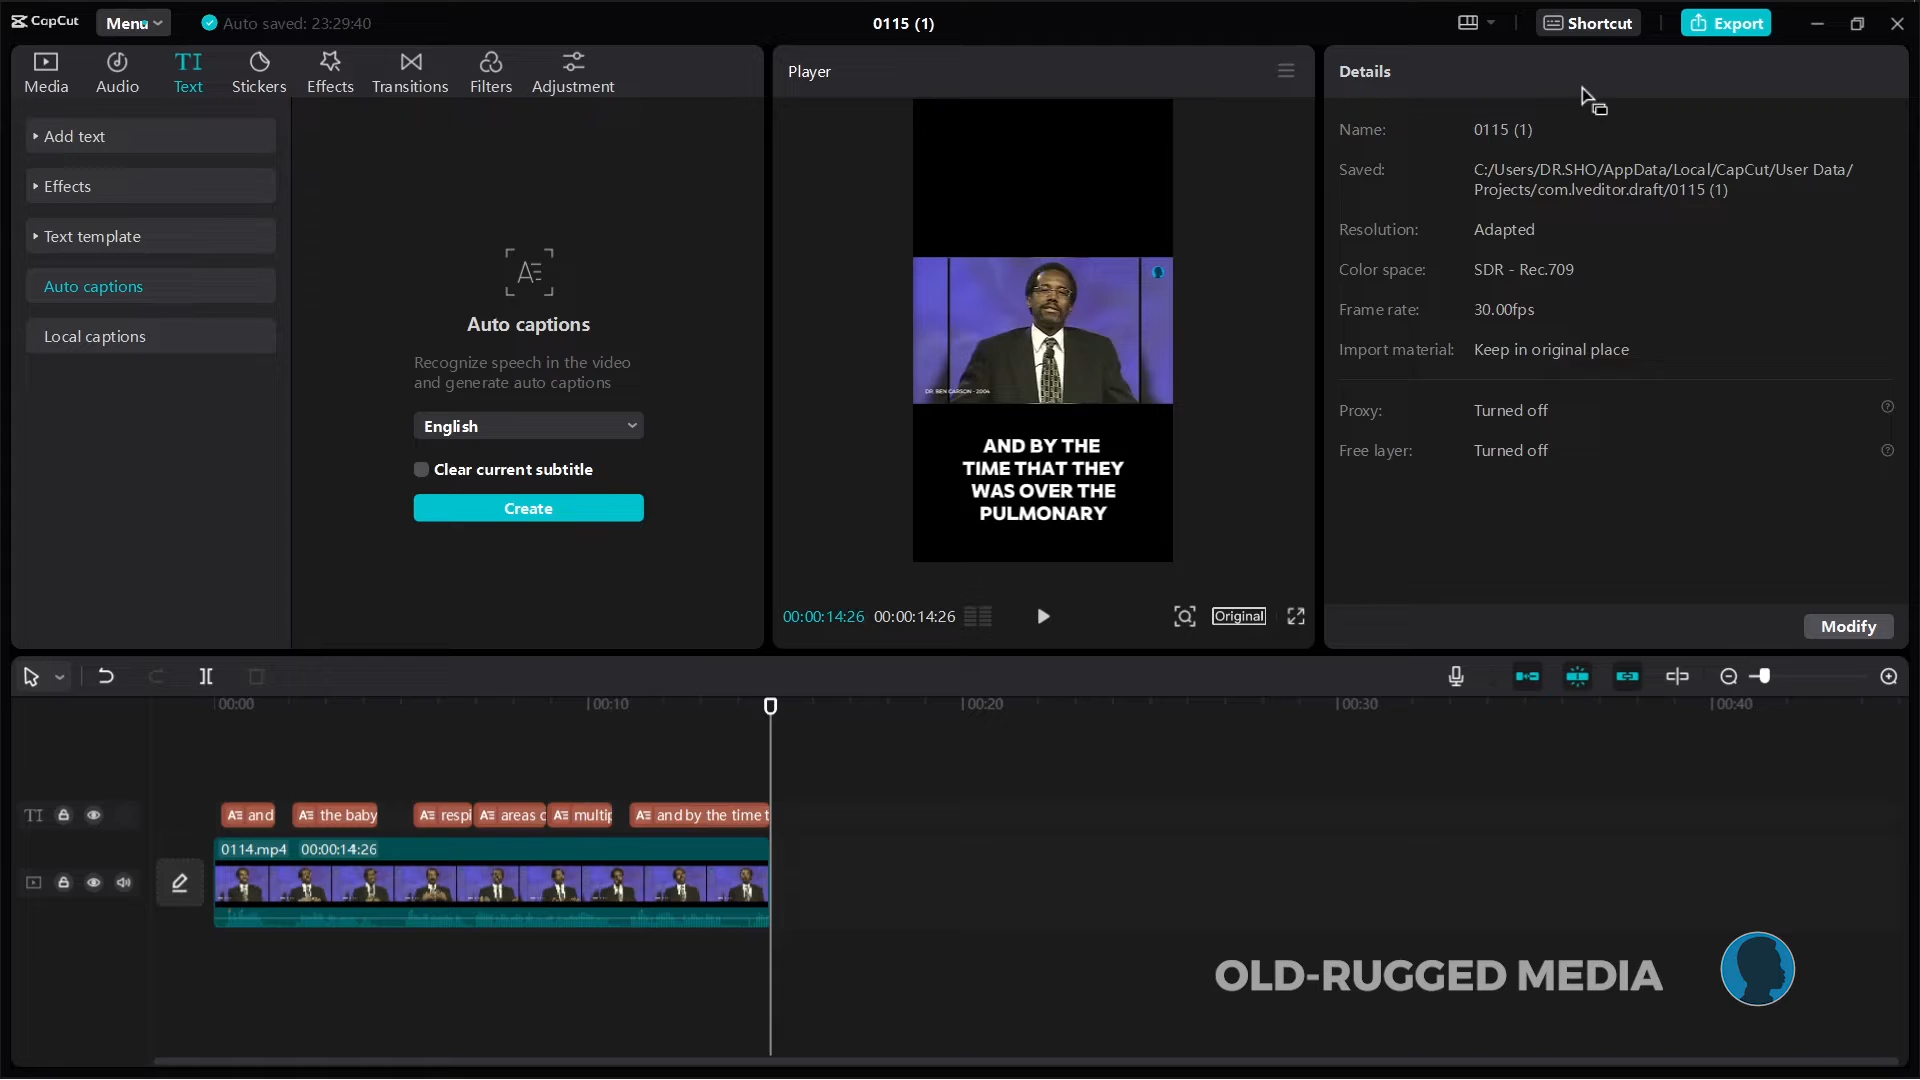 CapCut
Menu
Auto saved: 23:29:40
0115 (1)
Shortcut
Export
Media
Audio
TI
Text
Stickers
Effects
Transitions
Filters
Adjustment
Add text
Effects
Text template
Auto captions
Local captions
Auto captions
Recognize speech in the video
and generate auto captions
English
Clear current subtitle
Create
Player
DR. BEN CARSON - 2004
AND BY THE
TIME THAT THEY
WAS OVER THE
PULMONARY
00:00:14:26 00:00:14:26
Original
Details
Name: 0115 (1)
Saved: C:/Users/DR.SHO/AppData/Local/CapCut/User Data/
Projects/com.lveditor.draft/0115 (1)
Resolution: Adapted
Color space: SDR - Rec.709
Frame rate: 30.00fps
Import material: Keep in original place
Proxy: Turned off
Free layer: Turned off
Modify
00:00 00:10 00:20 00:30 00:40
TI
and the baby respi areas c multip and by the time t
0114.mp4 00:00:14:26
OLD-RUGGED MEDIA